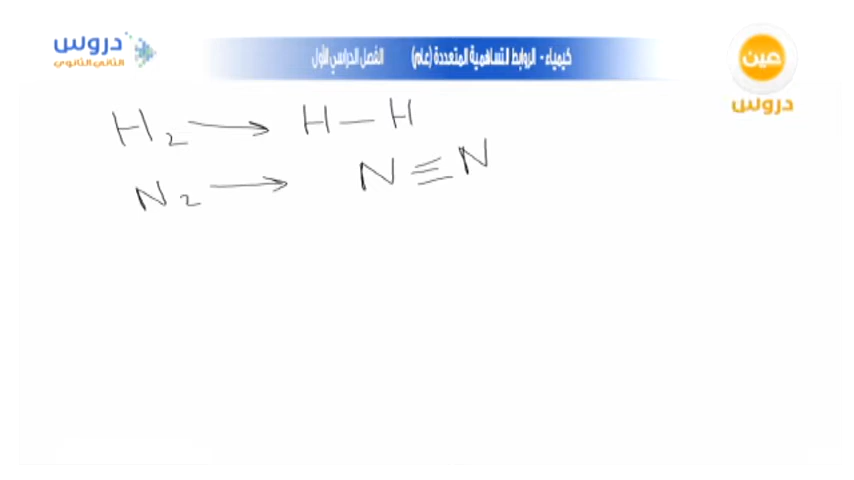 دروس
الثاني الثانوي
كيمياء - الروابط التساهمية المتعددة (عام) الفصل الدراسي الأول
عين
دروس
H₂ → H — H
N₂ → N ≡ N